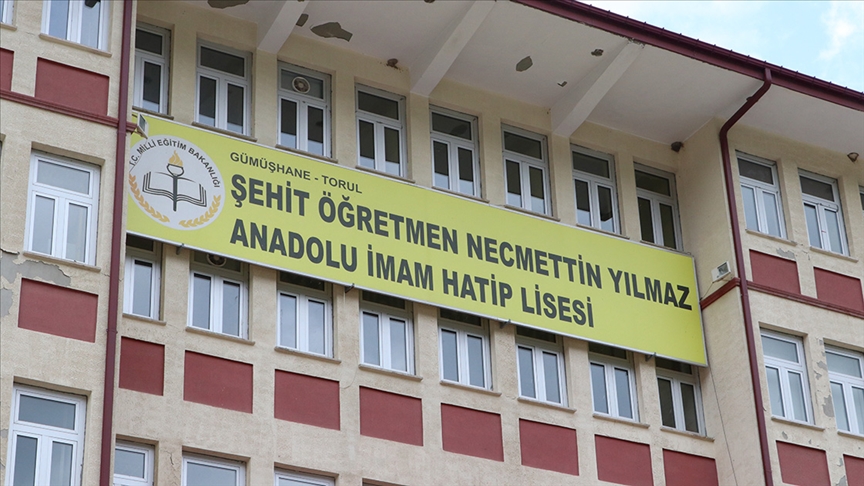 T.C. MİLLİ EĞİTİM BAKANLIĞI
GÜMÜŞHANE - TORUL
ŞEHİT ÖĞRETMEN NECMETTİN YILMAZ
ANADOLU İMAM HATİP LİSESİ